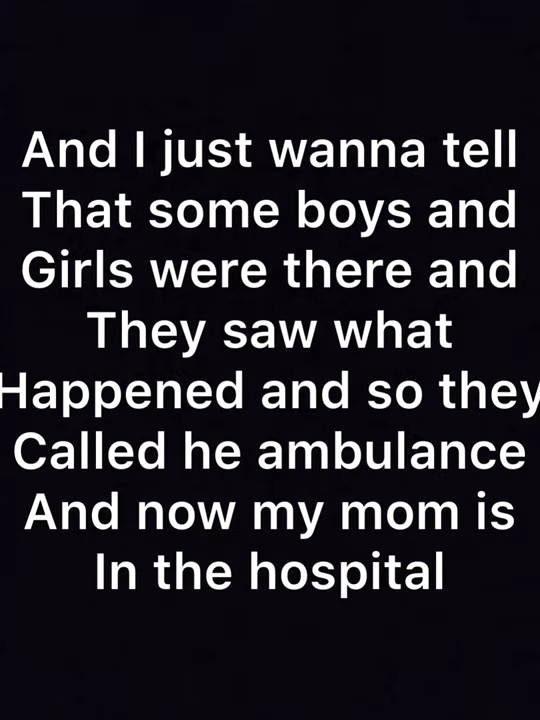 And I just wanna tell
That some boys and
Girls were there and
They saw what
Happened and so they
Called he ambulance
And now my mom is
In the hospital